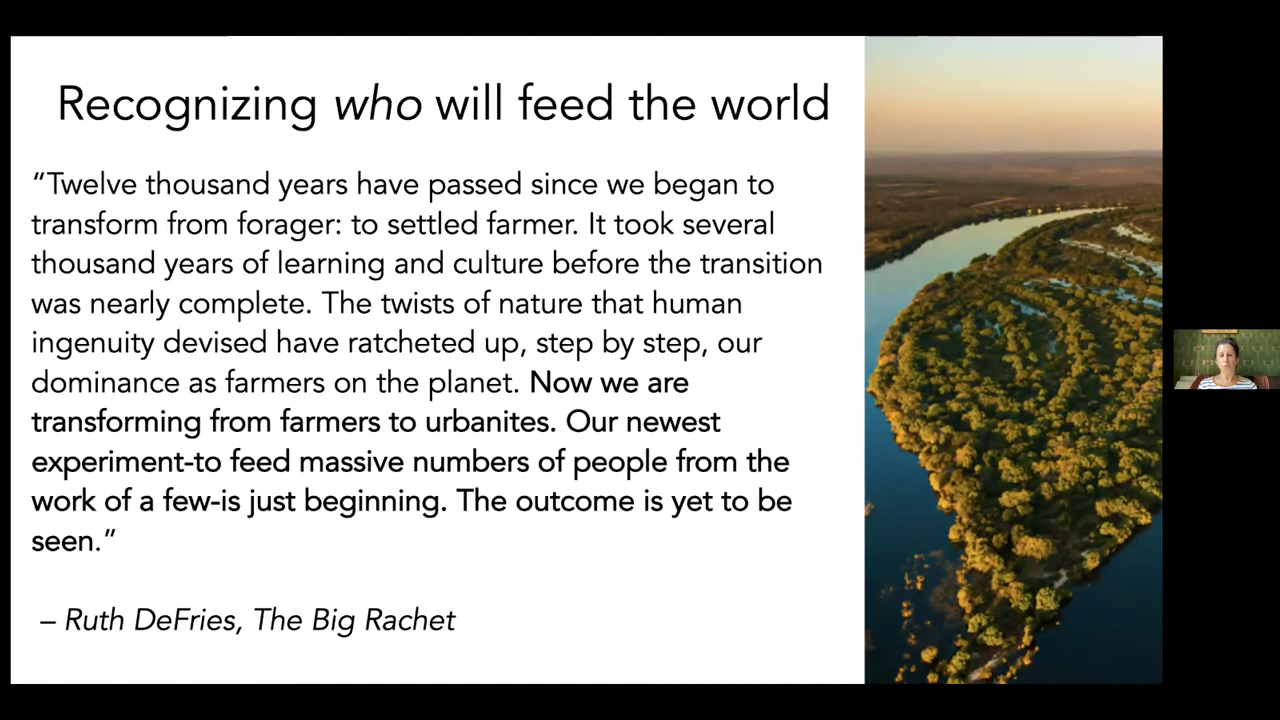 Recognizing who will feed the world
“Twelve thousand years have passed since we began to
transform from forager: to settled farmer. It took several
thousand years of learning and culture before the transition
was nearly complete. The twists of nature that human
ingenuity devised have ratcheted up, step by step, our
dominance as farmers on the planet. Now we are
transforming from farmers to urbanites. Our newest
experiment-to feed massive numbers of people from the
work of a few-is just beginning. The outcome is yet to be
seen.”
– Ruth DeFries, The Big Rachet